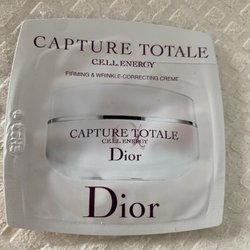 CAPTURE TOTALE
C.E.L.L. ENERGY
FIRMING & WRINKLE-CORRECTING CREME
CAPTURE TOTALE
C.E.L.L. ENERGY
Dior
Dior